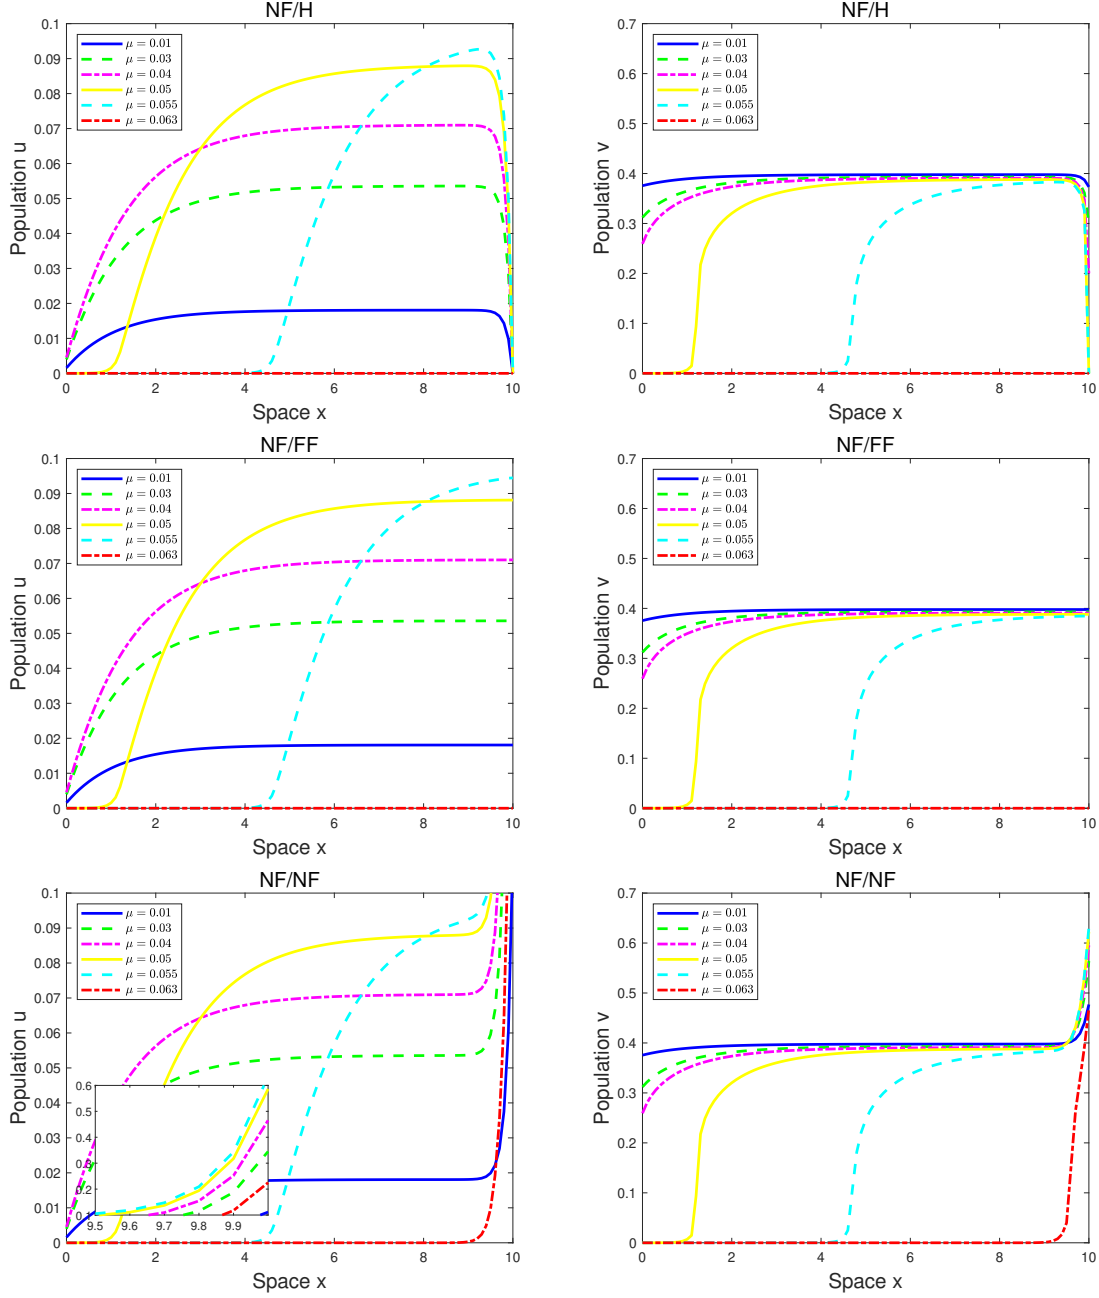 NF/H
Population u
0.1
0.09
0.08
0.07
0.06
0.05
0.04
0.03
0.02
0.01
0
μ = 0.01
μ = 0.03
μ = 0.04
μ = 0.05
μ = 0.055
μ = 0.063
0 2 4 6 8 10
Space x
NF/H
Population v
0.7
0.6
0.5
0.4
0.3
0.2
0.1
0
μ = 0.01
μ = 0.03
μ = 0.04
μ = 0.05
μ = 0.055
μ = 0.063
0 2 4 6 8 10
Space x
NF/FF
Population u
0.1
0.09
0.08
0.07
0.06
0.05
0.04
0.03
0.02
0.01
0
μ = 0.01
μ = 0.03
μ = 0.04
μ = 0.05
μ = 0.055
μ = 0.063
0 2 4 6 8 10
Space x
NF/FF
Population v
0.7
0.6
0.5
0.4
0.3
0.2
0.1
0
μ = 0.01
μ = 0.03
μ = 0.04
μ = 0.05
μ = 0.055
μ = 0.063
0 2 4 6 8 10
Space x
NF/NF
Population u
0.1
0.09
0.08
0.07
0.06
0.05
0.04
0.03
0.02
0.01
0
μ = 0.01
μ = 0.03
μ = 0.04
μ = 0.05
μ = 0.055
μ = 0.063
0.6
0.5
0.4
0.3
0.2
0.1
9.5 9.6 9.7 9.8 9.9
0 2 4 6 8 10
Space x
NF/NF
Population v
0.7
0.6
0.5
0.4
0.3
0.2
0.1
0
μ = 0.01
μ = 0.03
μ = 0.04
μ = 0.05
μ = 0.055
μ = 0.063
0 2 4 6 8 10
Space x